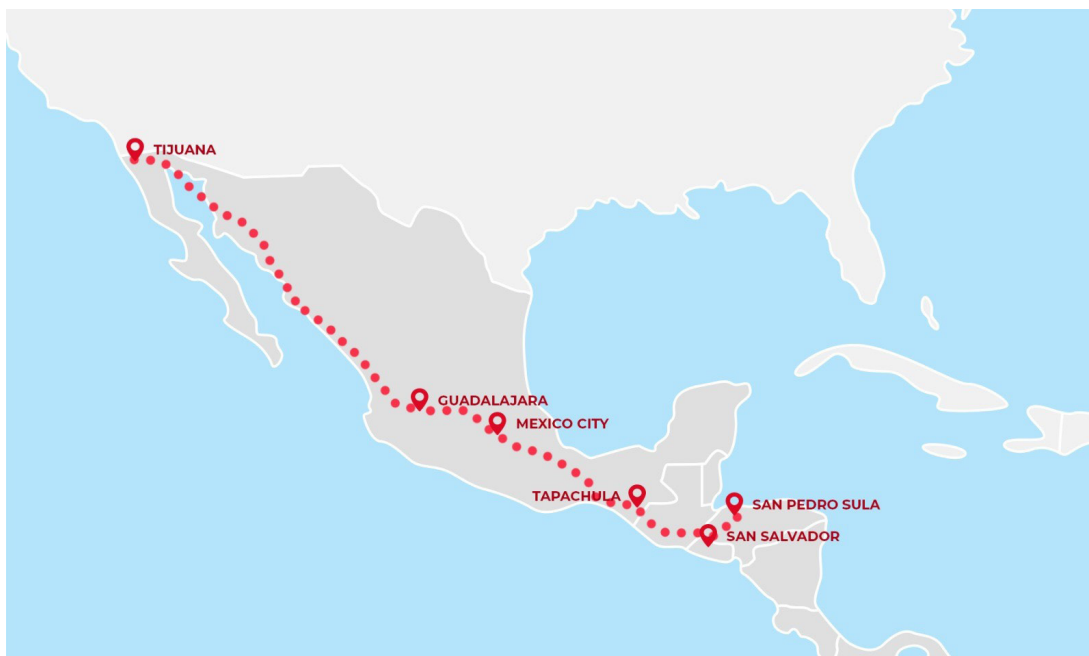 TIJUANA
GUADALAJARA
MEXICO CITY
TAPACHULA
SAN PEDRO SULA
SAN SALVADOR